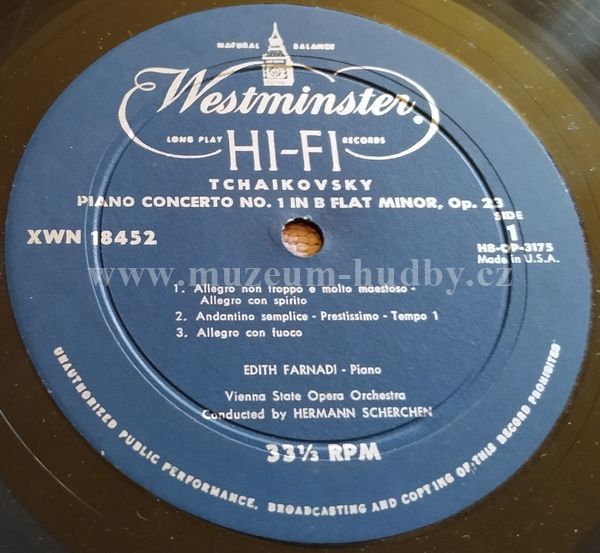 NATURAL BALANCE
Westminster.
LONG PLAY RECORDS
HI-FI
TCHAIKOVSKY
PIANO CONCERTO NO. 1 IN B FLAT MINOR, Op. 23
SIDE
1
XWN 18452
HB-OP-3175
Made in U.S.A.
www.muzeum-hudby.cz
1. Allegro non troppo e molto maestoso -
Allegro con spirito
2. Andantino semplice - Prestissimo - Tempo 1
3. Allegro con fuoco
EDITH FARNADI - Piano
Vienna State Opera Orchestra
Conducted by HERMANN SCHERCHEN
33⅓ RPM
UNAUTHORIZED PUBLIC PERFORMANCE, BROADCASTING AND COPYING OF THIS RECORD PROHIBITED